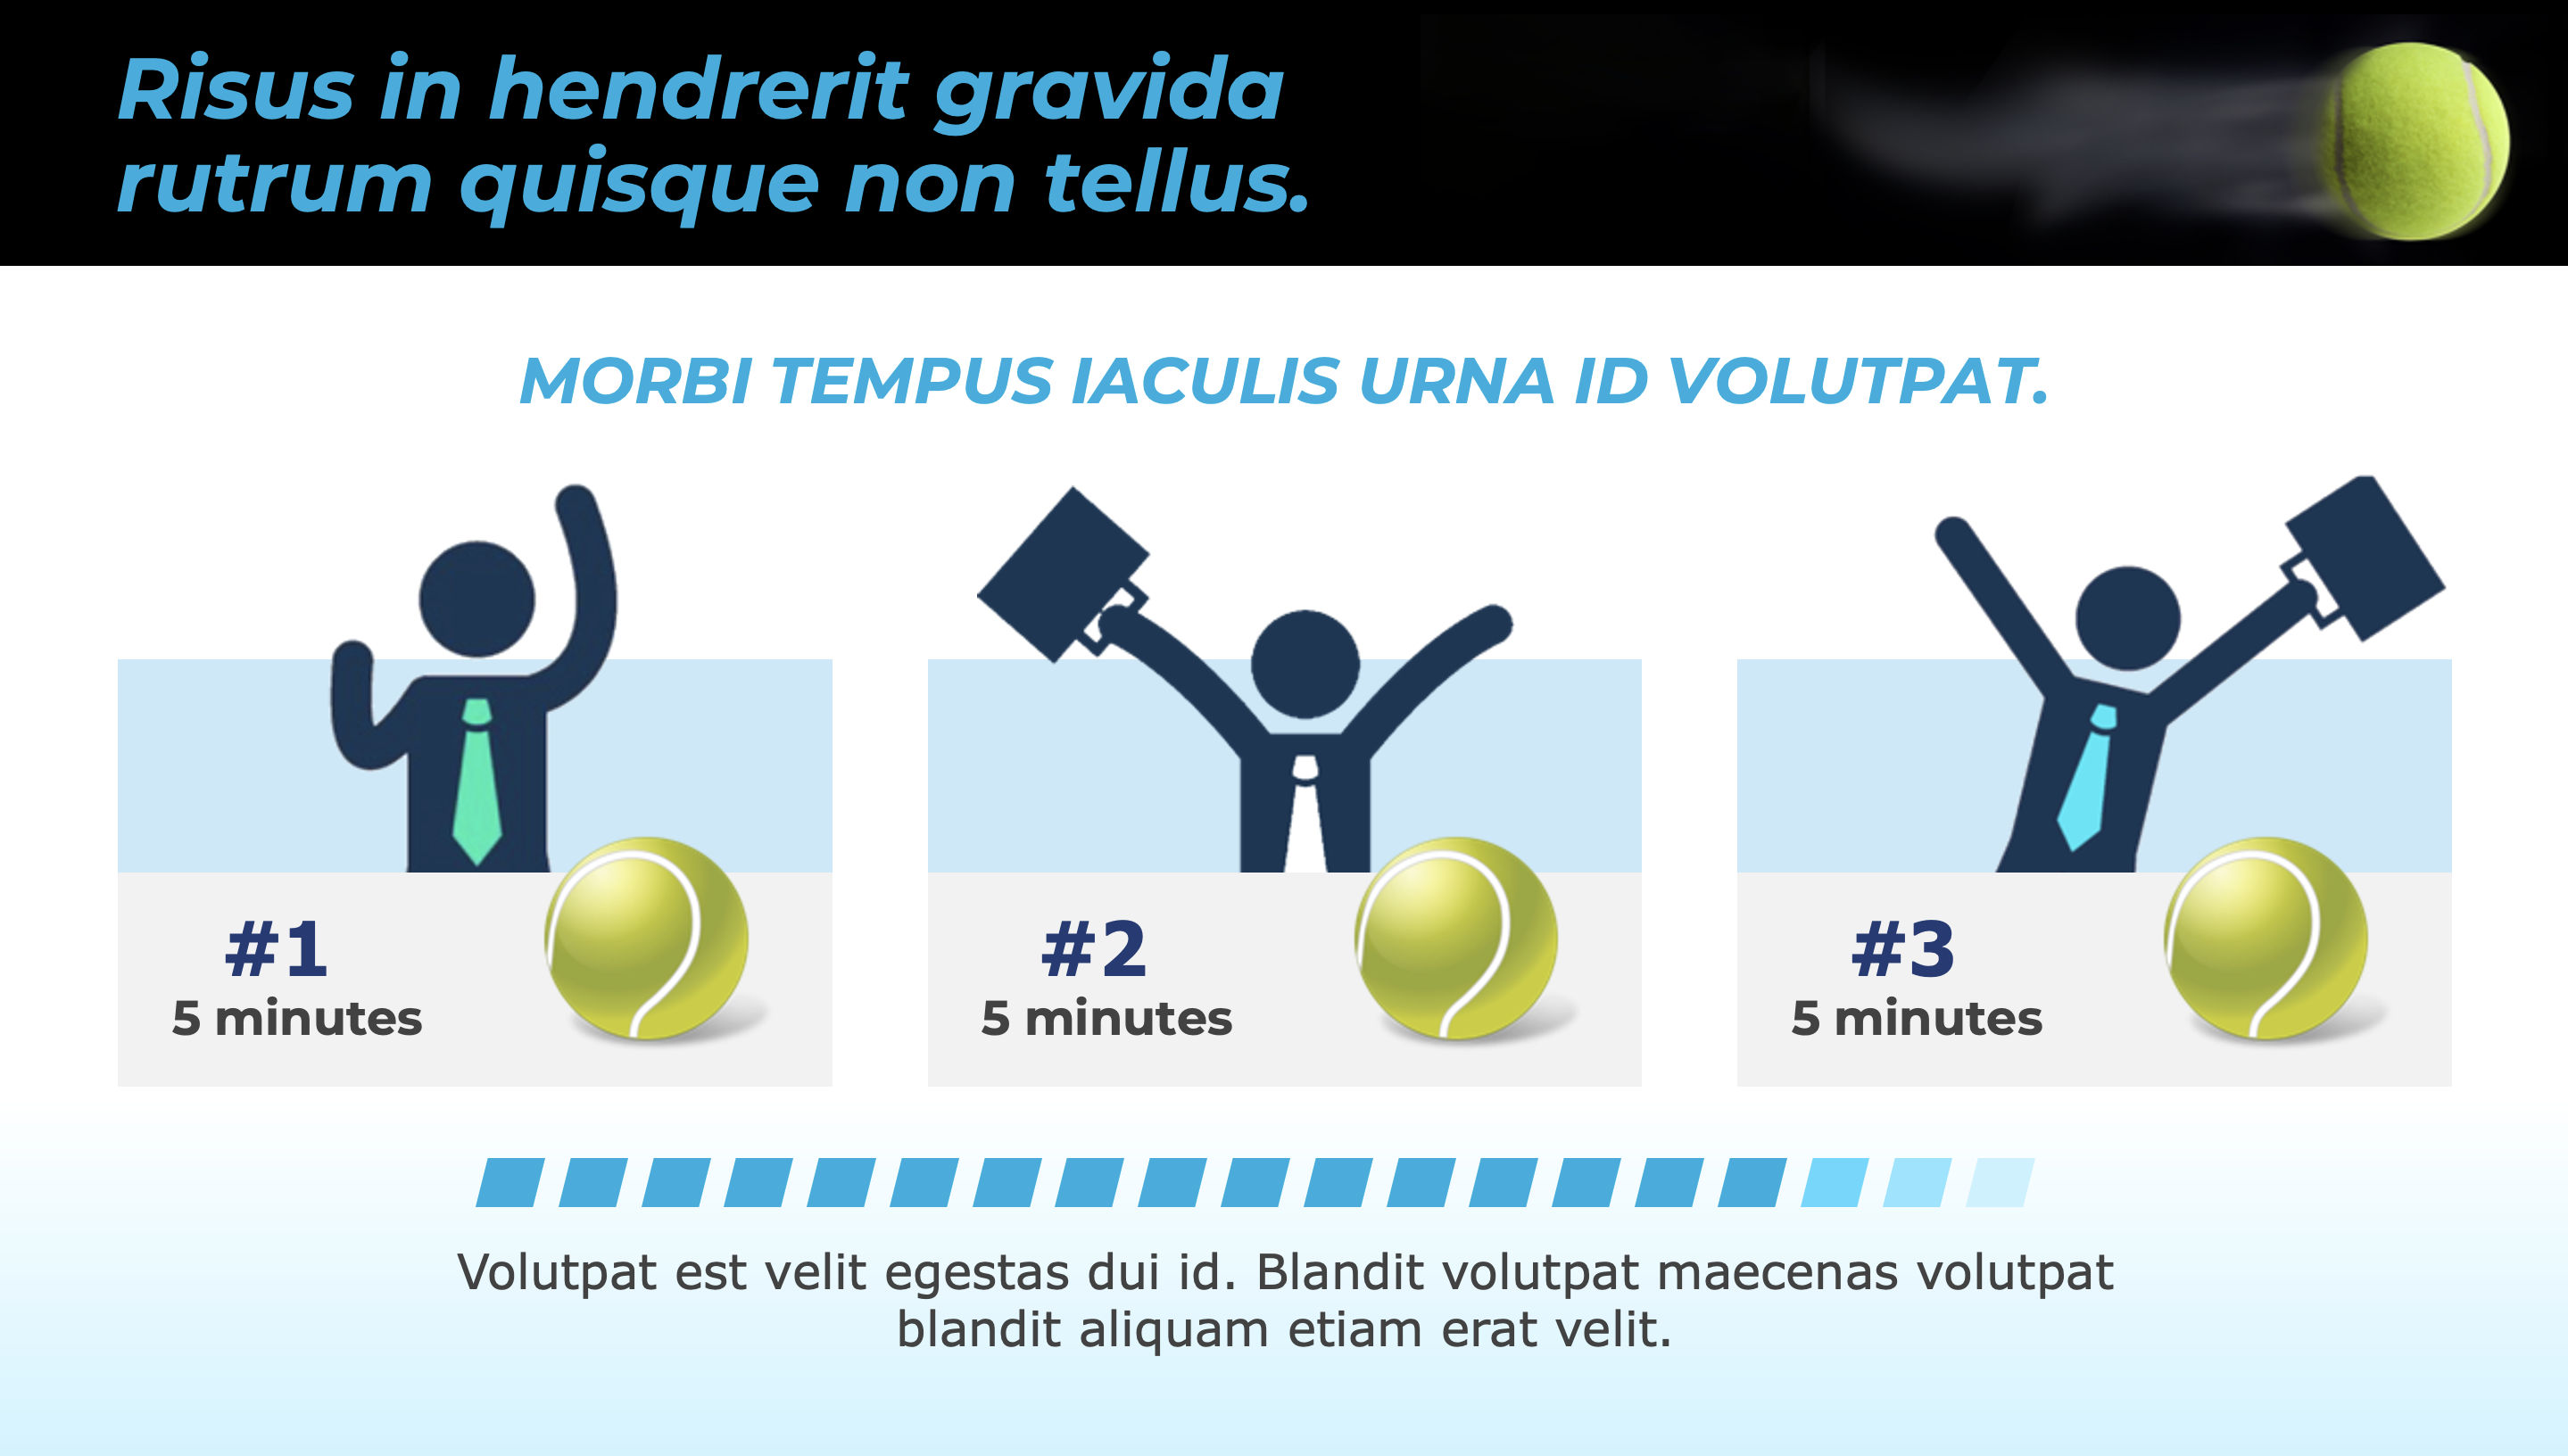 Risus in hendrerit gravida
rutrum quisque non tellus.
MORBI TEMPUS IACULIS URNA ID VOLUTPAT.
#1
5 minutes
#2
5 minutes
#3
5 minutes
Volutpat est velit egestas dui id. Blandit volutpat maecenas volutpat
blandit aliquam etiam erat velit.